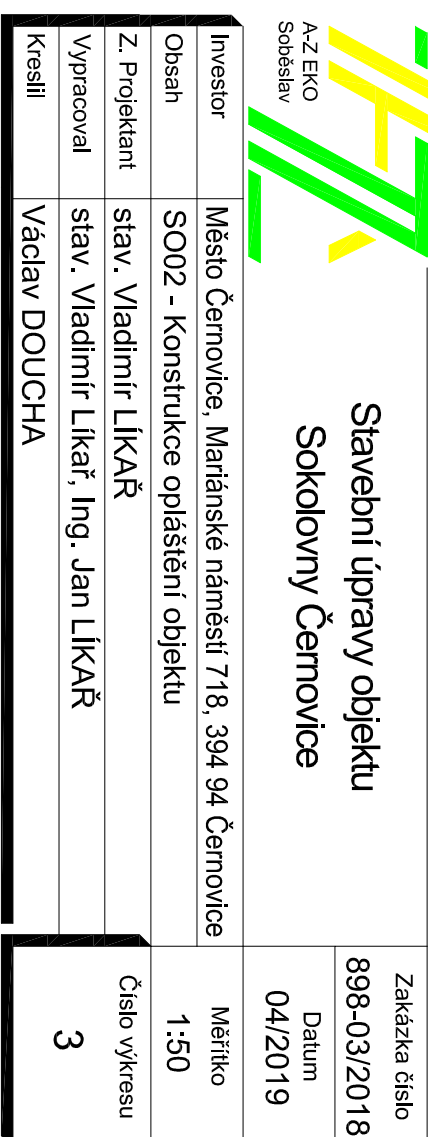 A-Z EKO
Soběslav
Stavební úpravy objektu
Sokolovny Černovice
Zakázka číslo
898-03/2018
Datum
04/2019
Investor
Město Černovice, Mariánské náměstí 718, 394 94 Černovice
Obsah
SO02 - Konstrukce opláštění objektu
Měřítko
1:50
Z. Projektant
stav. Vladimír LÍKAŘ
Vypracoval
stav. Vladimír Líkař, Ing. Jan LÍKAŘ
Kreslil
Václav DOUCHA
Číslo výkresu
3